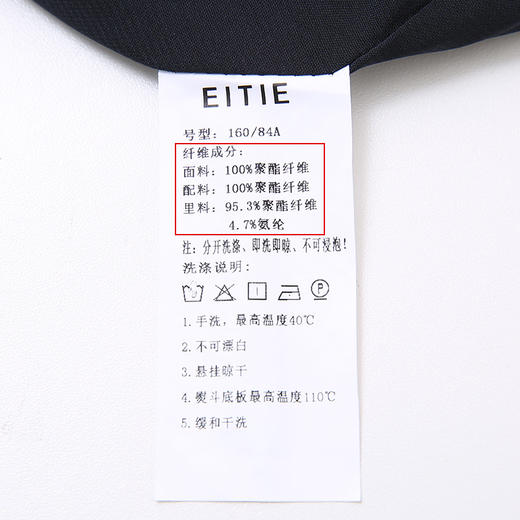 EITIE
号型：160/84A
纤维成分：
面料：100%聚酯纤维
配料：100%聚酯纤维
里料：95.3%聚酯纤维
4.7%氨纶
注：分开洗涤、即洗即晾、不可浸泡！
洗涤说明：
P
1.手洗，最高温度40℃
2.不可漂白
3.悬挂晾干
4.熨斗底板最高温度110℃
5.缓和干洗